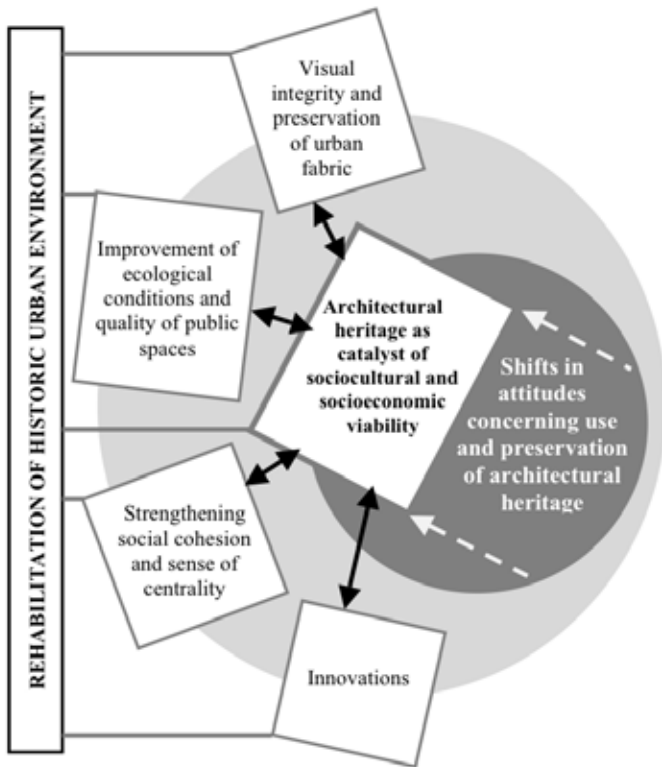 REHABILITATION OF HISTORIC URBAN ENVIRONMENT
Visual
integrity and
preservation
of urban
fabric
Improvement of
ecological
conditions and
quality of public
spaces
Architectural
heritage as
catalyst of
sociocultural and
socioeconomic
viability
Shifts in
attitudes
concerning use
and preservation
of architectural
heritage
Strengthening
social cohesion
and sense of
centrality
Innovations